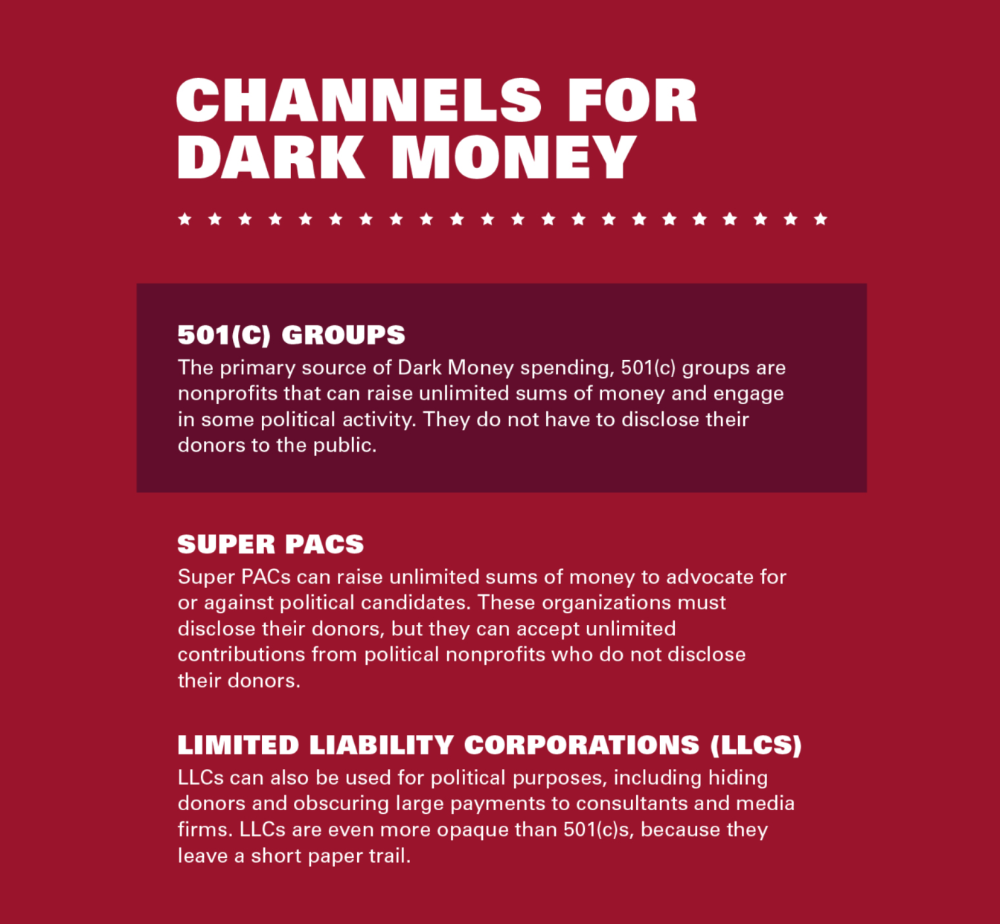 CHANNELS FOR
DARK MONEY
501(C) GROUPS
The primary source of Dark Money spending, 501(c) groups are
nonprofits that can raise unlimited sums of money and engage
in some political activity. They do not have to disclose their
donors to the public.
SUPER PACS
Super PACs can raise unlimited sums of money to advocate for
or against political candidates. These organizations must
disclose their donors, but they can accept unlimited
contributions from political nonprofits who do not disclose
their donors.
LIMITED LIABILITY CORPORATIONS (LLCS)
LLCs can also be used for political purposes, including hiding
donors and obscuring large payments to consultants and media
firms. LLCs are even more opaque than 501(c)s, because they
leave a short paper trail.